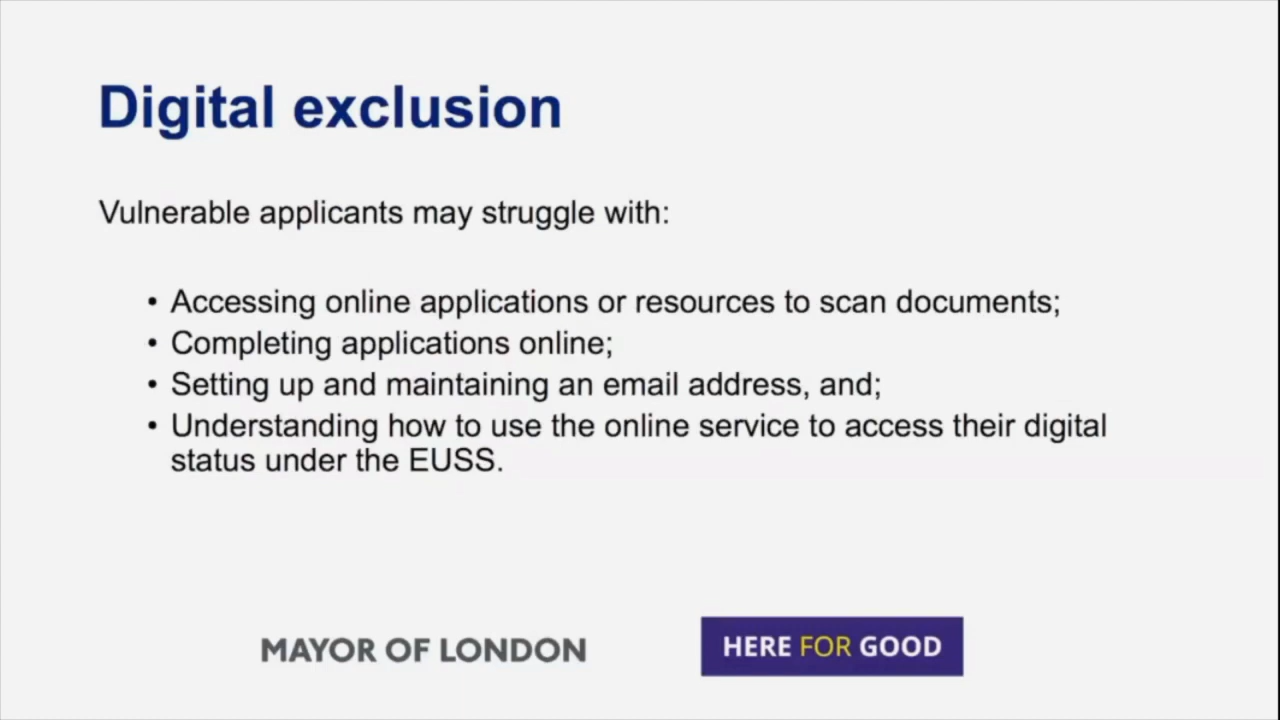 Digital exclusion
Vulnerable applicants may struggle with:
• Accessing online applications or resources to scan documents;
• Completing applications online;
• Setting up and maintaining an email address, and;
• Understanding how to use the online service to access their digital
status under the EUSS.
MAYOR OF LONDON
HERE FOR GOOD